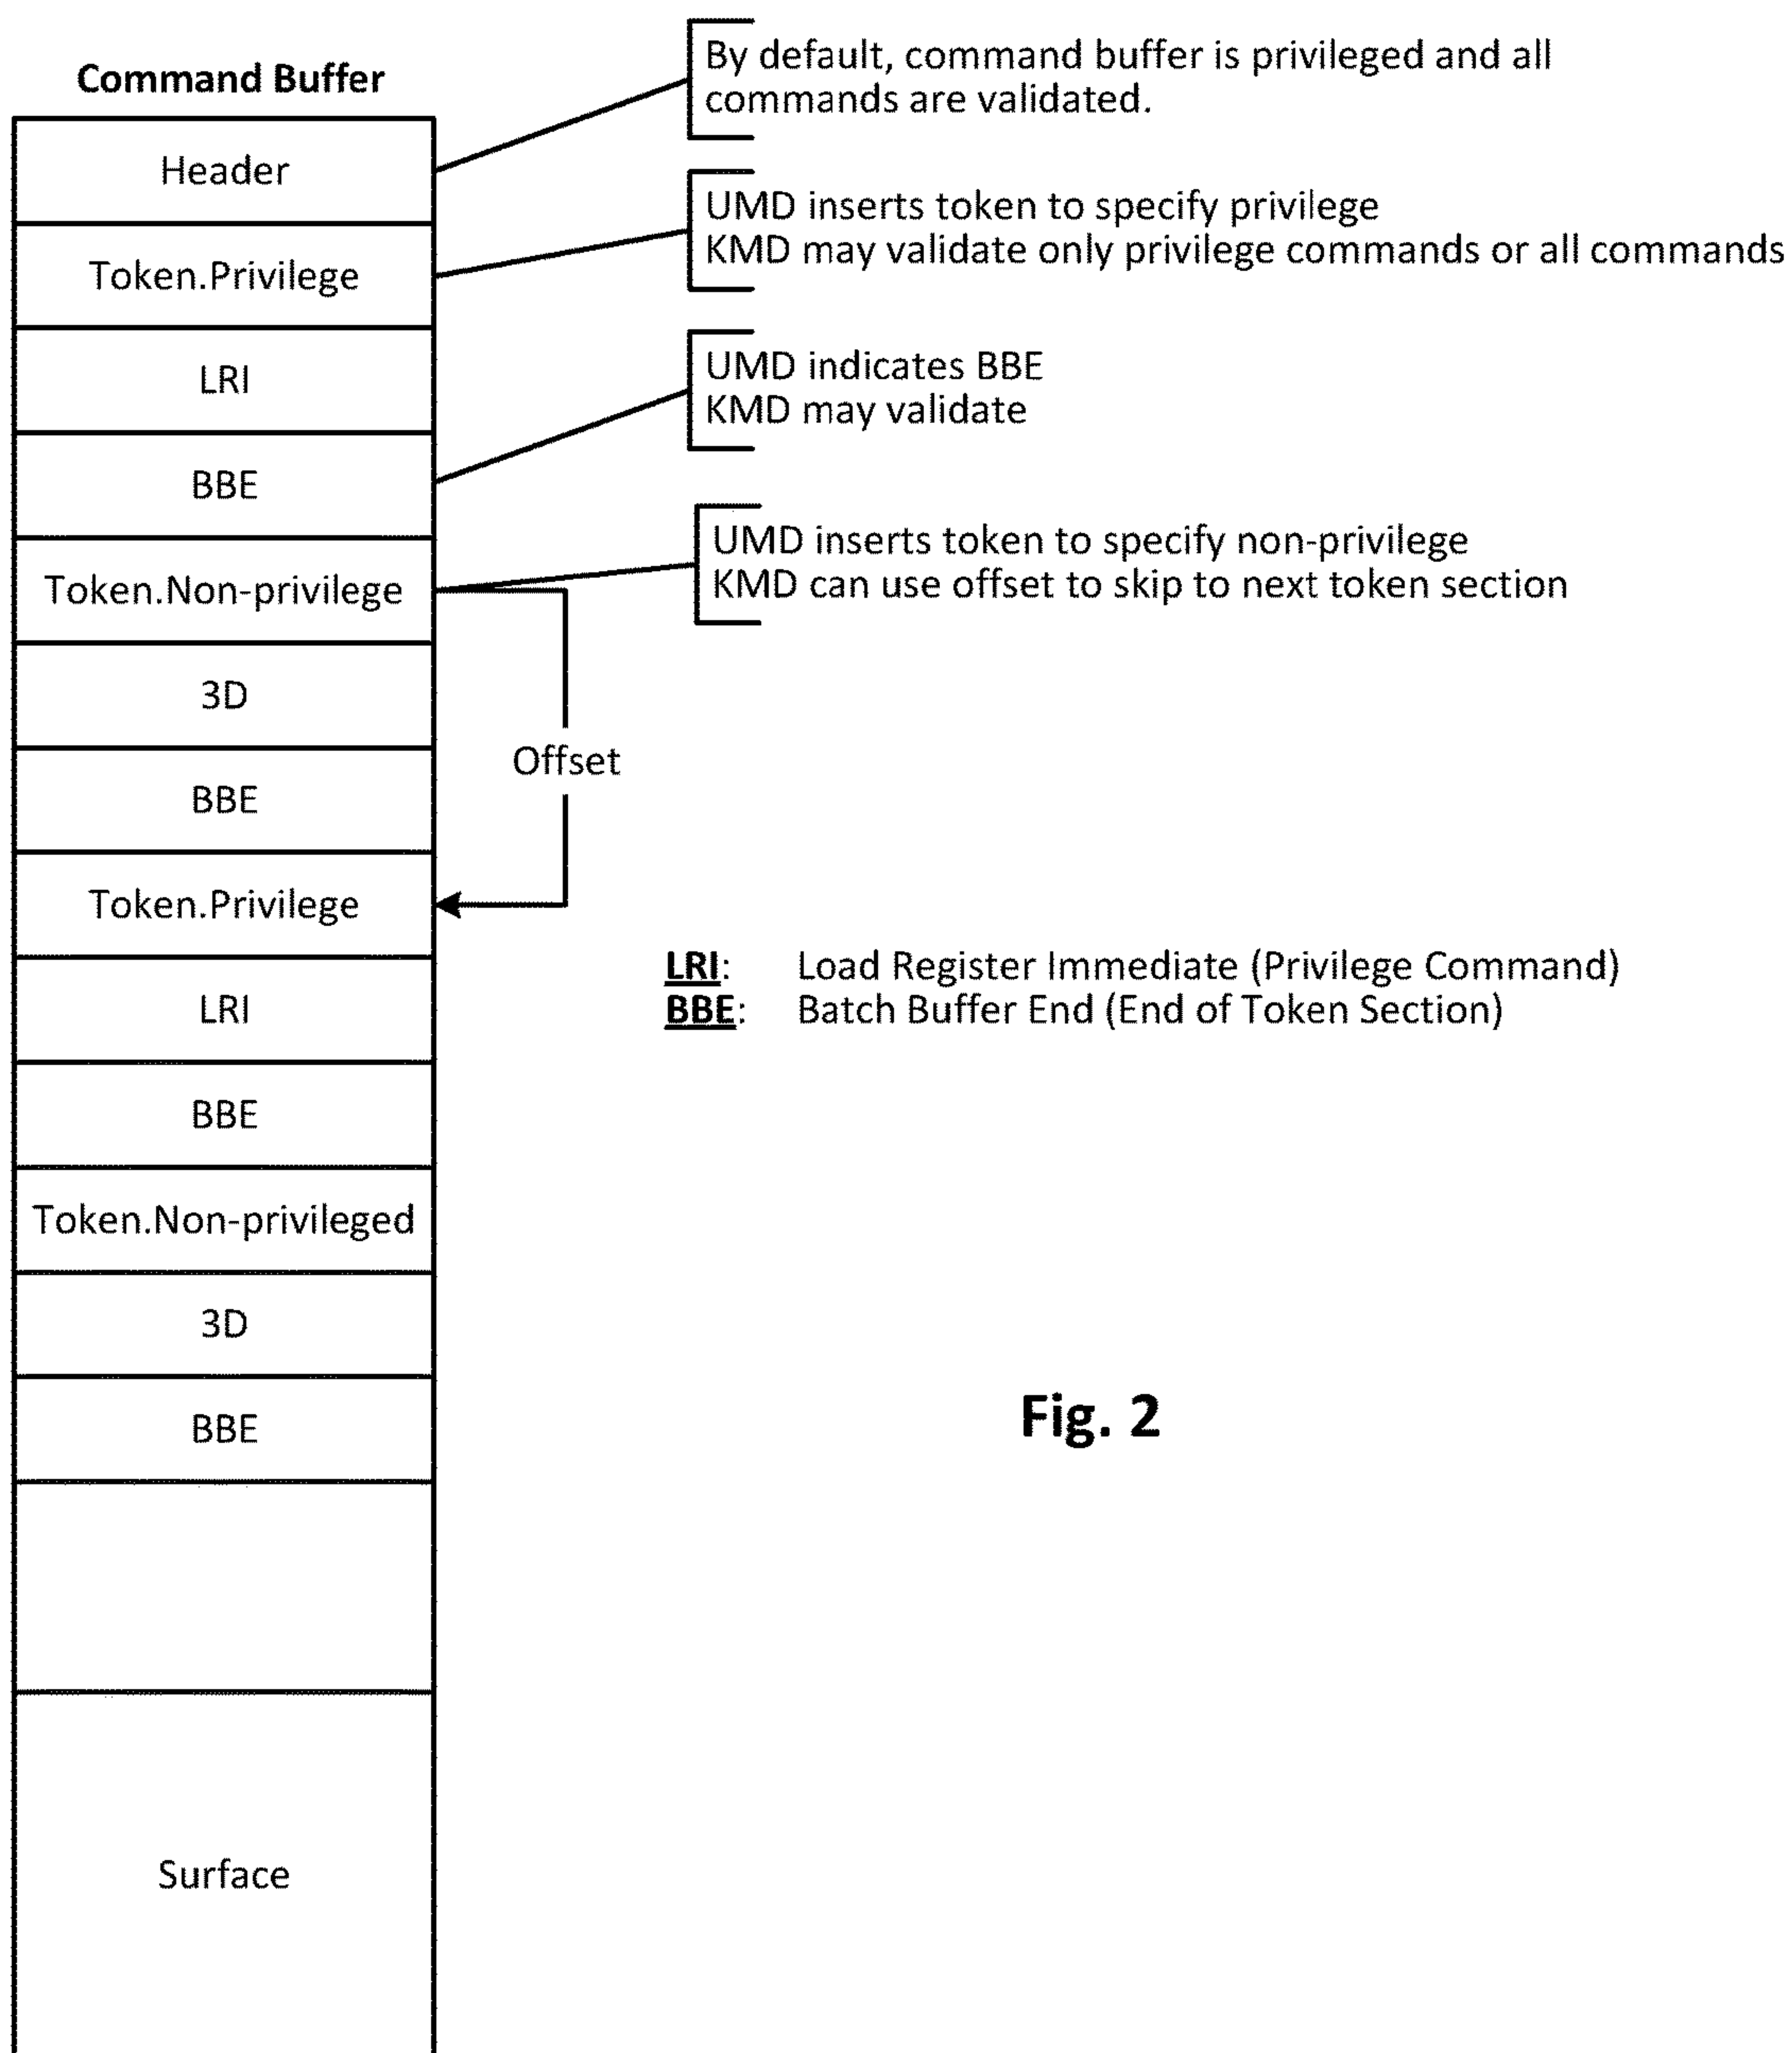 Command Buffer
Header
Token.Privilege
LRI
BBE
Token.Non-privilege
3D
BBE
Token.Privilege
LRI
BBE
Token.Non-privileged
3D
BBE
Surface
By default, command buffer is privileged and all
commands are validated.
UMD inserts token to specify privilege
KMD may validate only privilege commands or all commands
UMD indicates BBE
KMD may validate
UMD inserts token to specify non-privilege
KMD can use offset to skip to next token section
Offset
LRI: Load Register Immediate (Privilege Command)
BBE: Batch Buffer End (End of Token Section)
Fig. 2